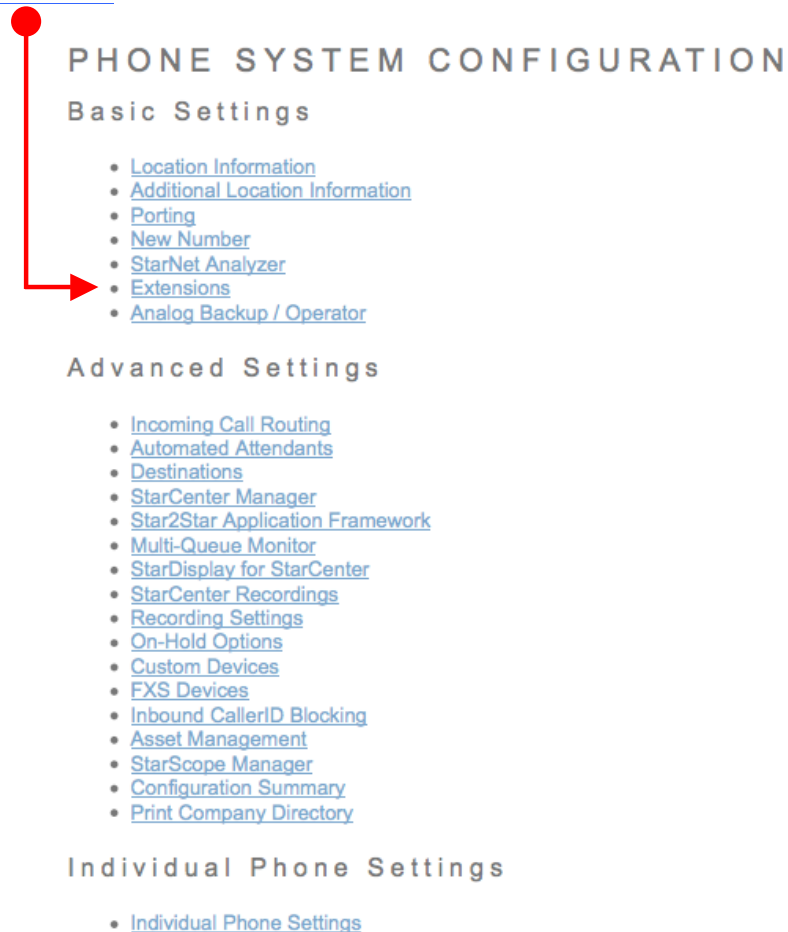 PHONE SYSTEM CONFIGURATION
Basic Settings
Location Information
Additional Location Information
Porting
New Number
StarNet Analyzer
Extensions
Analog Backup / Operator
Advanced Settings
Incoming Call Routing
Automated Attendants
Destinations
StarCenter Manager
Star2Star Application Framework
Multi-Queue Monitor
StarDisplay for StarCenter
StarCenter Recordings
Recording Settings
On-Hold Options
Custom Devices
FXS Devices
Inbound CallerID Blocking
Asset Management
StarScope Manager
Configuration Summary
Print Company Directory
Individual Phone Settings
Individual Phone Settings